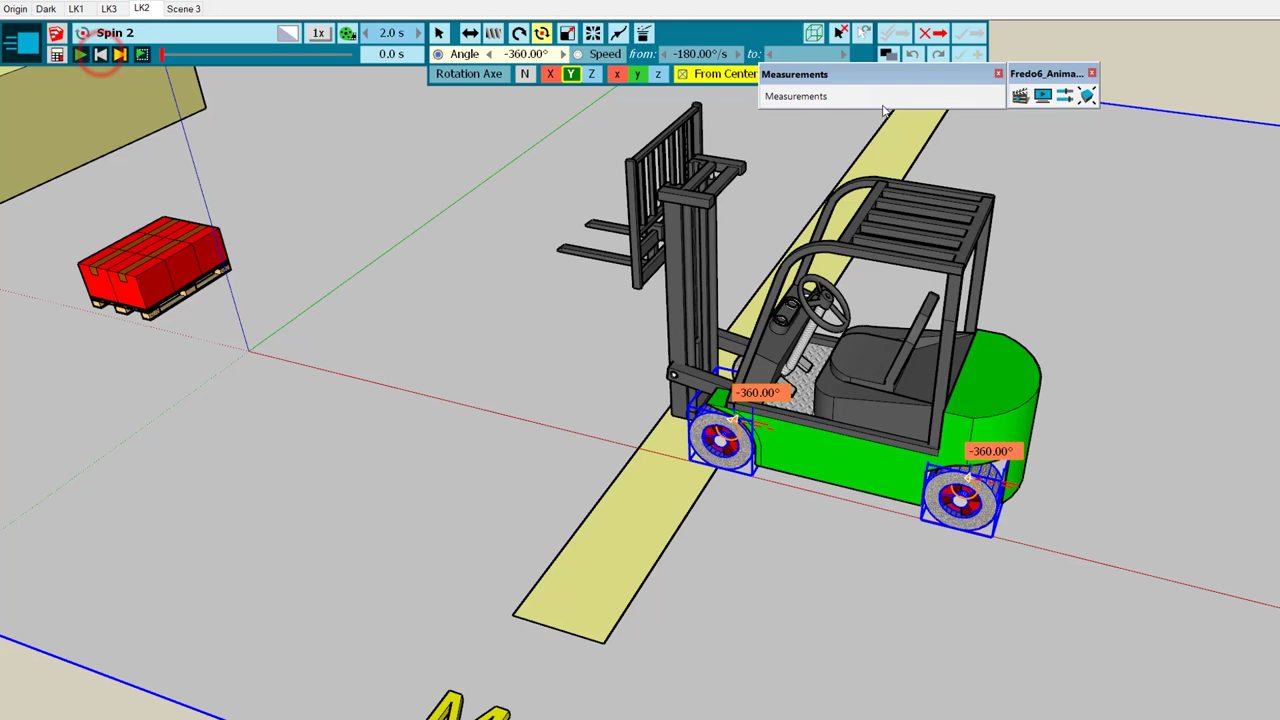 Origin Dark LK1 LK3 LK2 Scene 3
Spin 2 1x 2.0 s
0.0 s Angle -360.00° Speed from: -180.00°/s to:
Rotation Axe N X Y Z x y z From Center
Measurements
Measurements
Fredo6_Anima...
-360.00°
-360.00°